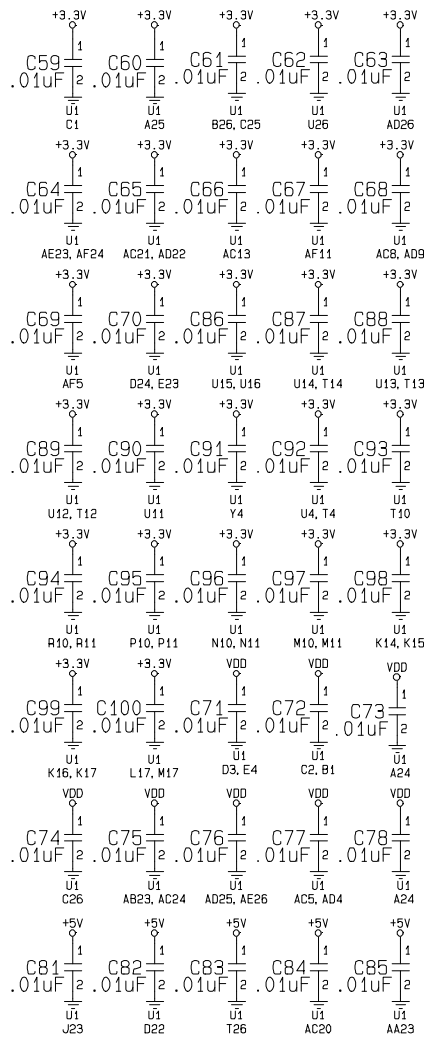 +3.3V +3.3V +3.3V +3.3V +3.3V
1 1 1 1 1
C59 C60 C61 C62 C63
.01uF 2 .01uF 2 .01uF 2 .01uF 2 .01uF 2
U1 U1 U1 U1 U1
C1 A25 B26, C25 U26 AD26
+3.3V +3.3V +3.3V +3.3V +3.3V
1 1 1 1 1
C64 C65 C66 C67 C68
.01uF 2 .01uF 2 .01uF 2 .01uF 2 .01uF 2
U1 U1 U1 U1 U1
AE23, AF24 AC21, AD22 AC13 AF11 AC8, AD9
+3.3V +3.3V +3.3V +3.3V +3.3V
1 1 1 1 1
C69 C70 C86 C87 C88
.01uF 2 .01uF 2 .01uF 2 .01uF 2 .01uF 2
U1 U1 U1 U1 U1
AF5 D24, E23 U15, U16 U14, T14 U13, T13
+3.3V +3.3V +3.3V +3.3V +3.3V
1 1 1 1 1
C89 C90 C91 C92 C93
.01uF 2 .01uF 2 .01uF 2 .01uF 2 .01uF 2
U1 U1 U1 U1 U1
U12, T12 U11 Y4 U4, T4 T10
+3.3V +3.3V +3.3V +3.3V +3.3V
1 1 1 1 1
C94 C95 C96 C97 C98
.01uF 2 .01uF 2 .01uF 2 .01uF 2 .01uF 2
U1 U1 U1 U1 U1
R10, R11 P10, P11 N10, N11 M10, M11 K14, K15
+3.3V +3.3V VDD VDD VDD
1 1 1 1 1
C99 C100 C71 C72 C73
.01uF 2 .01uF 2 .01uF 2 .01uF 2 .01uF 2
U1 U1 U1 U1 U1
K16, K17 L17, M17 D3, E4 C2, B1 A24
VDD VDD VDD VDD VDD
1 1 1 1 1
C74 C75 C76 C77 C78
.01uF 2 .01uF 2 .01uF 2 .01uF 2 .01uF 2
U1 U1 U1 U1 U1
C26 AB23, AC24 AD25, AE26 AC5, AD4 A24
+5V +5V +5V +5V +5V
1 1 1 1 1
C81 C82 C83 C84 C85
.01uF 2 .01uF 2 .01uF 2 .01uF 2 .01uF 2
U1 U1 U1 U1 U1
J23 D22 T26 AC20 AA23